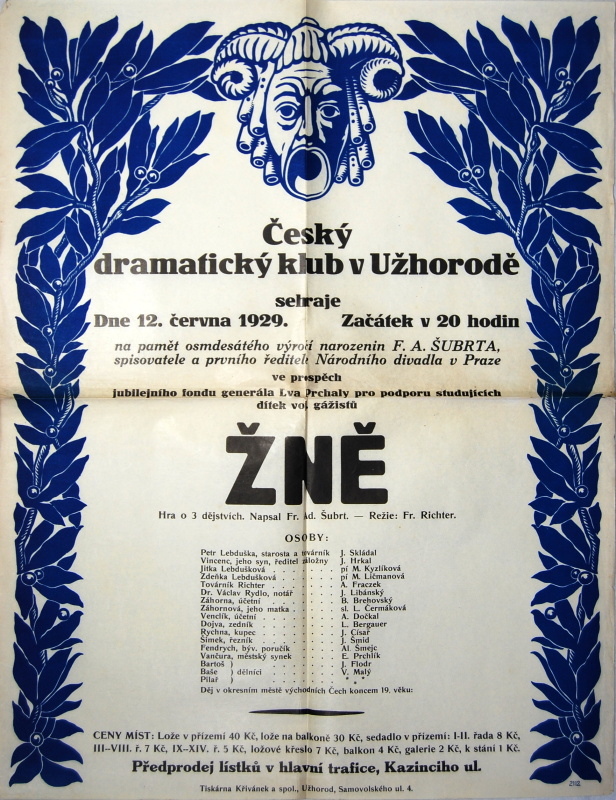 Český
dramatický klub v Užhorodě
sehraje
Dne 12. června 1929. Začátek v 20 hodin
na pamět osmdesátého výročí narozenin F. A. ŠUBRTA,
spisovatele a prvního ředitele Národního divadla v Praze
ve prospěch
jubilejního fondu generála Lva Prchaly pro podporu studujících
dítek voj. gážistů
ŽNĚ
Hra o 3 dějstvích. Napsal Fr. Ad. Šubrt. — Režie: Fr. Richter.
OSOBY:
Petr Lebduška, starosta a továrník J. Skládal
Vincenc, jeho syn, ředitel záložny J. Hrkal
Jitka Lebdušková . . . . . . . pí M. Kyzlíková
Zdeňka Lebdušková . . . . . . pí M. Ličmanová
Továrník Richter . . . . . . . A. Fraczek
Dr. Václav Rydlo, notář . . . . J. Libánský
Záhorna, účetní . . . . . . . B. Brehovský
Záhornová, jeho matka . . . . . sl. L. Čermáková
Venclík, účetní . . . . . . . A. Dočkal
Dojva, zedník . . . . . . . L. Bergauer
Rychna, kupec . . . . . . . J. Císař
Šimek, řezník . . . . . . . J. Šmíd
Fendrych, býv. poručík . . . . Al. Šmejc
Vančura, městský synek . . . . E. Prchlík
Bartoš ) . . . . . . . J. Flodr
Baše ) dělníci . . . . . . V. Malý
Pilař ) . . . . . . . * * *
Děj v okresním městě východních Čech koncem 19. věku:
CENY MÍST: Lože v přízemí 40 Kč, lože na balkoně 30 Kč, sedadlo v přízemí: I-II. řada 8 Kč,
III–VIII. ř. 7 Kč, IX–XIV. ř. 5 Kč, ložové křeslo 7 Kč, balkon 4 Kč, galerie 2 Kč, k stání 1 Kč.
Předprodej lístků v hlavní trafice, Kazinciho ul.
Tiskárna Křivánek a spol., Užhorod, Samovolského ul. 4.